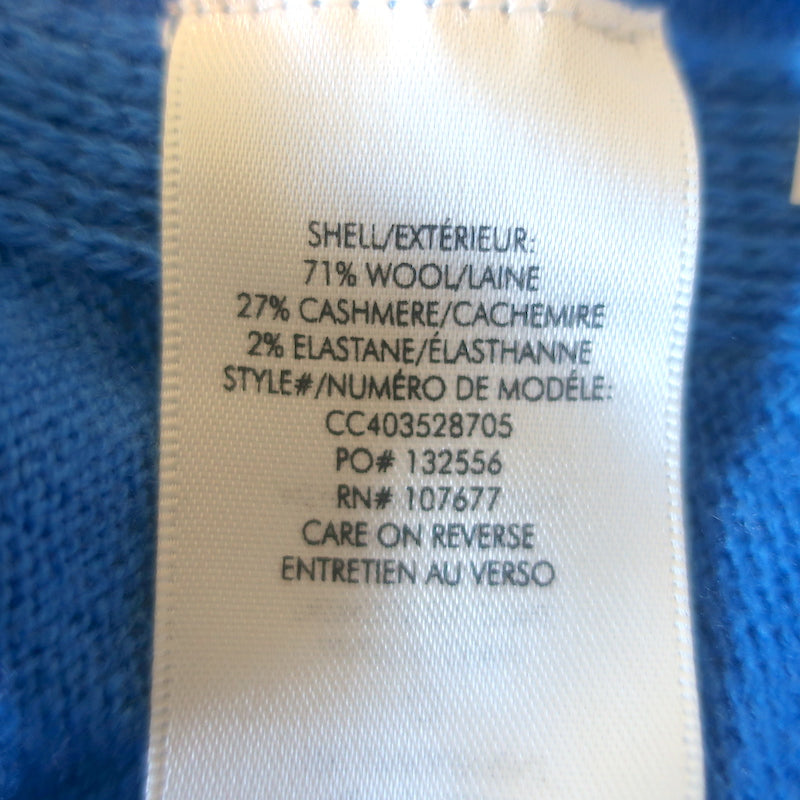 SHELL/EXTÉRIEUR:
71% WOOL/LAINE
27% CASHMERE/CACHEMIRE
2% ELASTANE/ÉLASTHANNE
STYLE#/NUMÉRO DE MODÉLE:
CC403528705
PO# 132556
RN# 107677
CARE ON REVERSE
ENTRETIEN AU VERSO